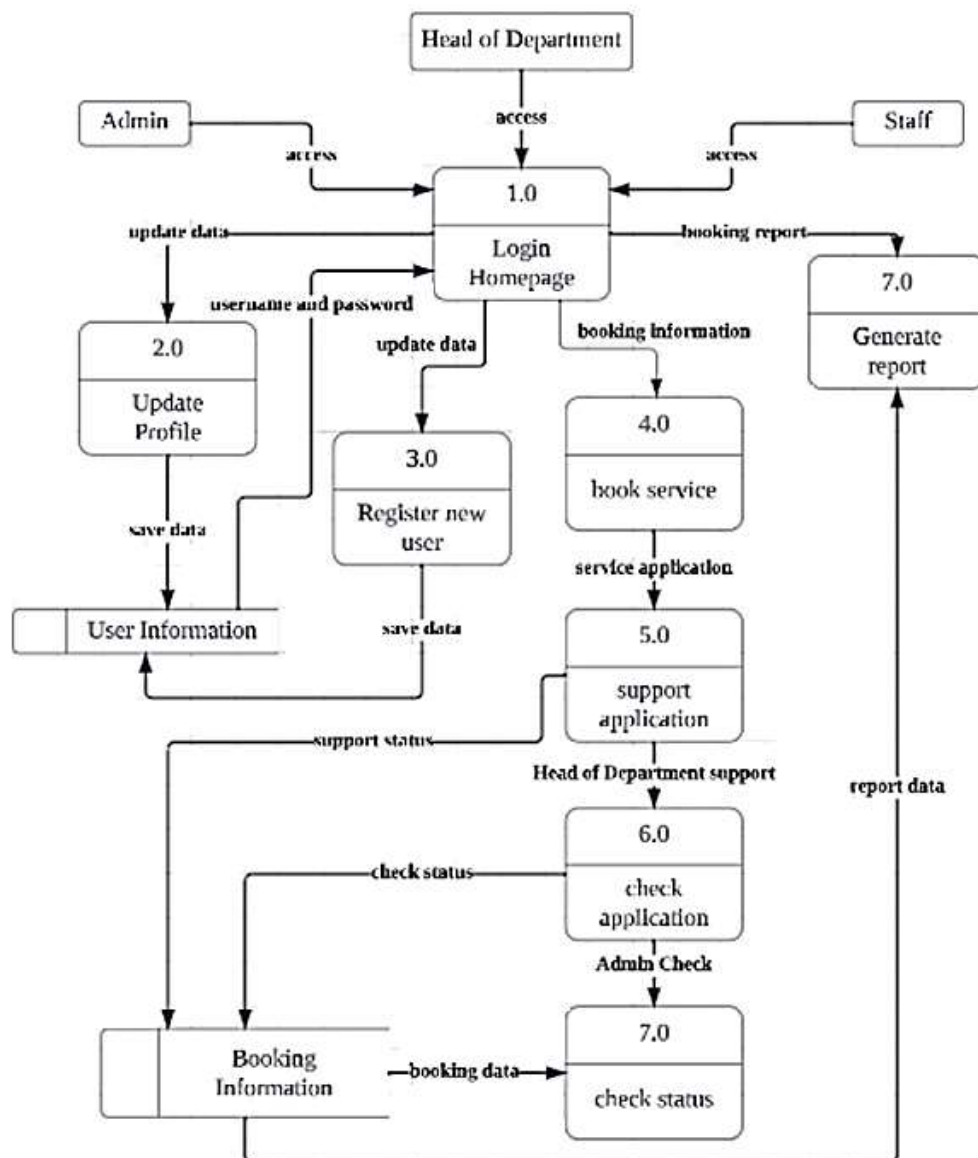 Head of Department
Admin
access
Staff
access
access
1.0
update data
booking report
Login
Homepage
7.0
username and password
booking information
2.0
update data
Generate
report
Update
Profile
4.0
3.0
book service
Register new
user
save data
service application
User Information
save data
5.0
support
application
support status
Head of Department support
report data
6.0
check status
check
application
Admin Check
7.0
Booking
Information
booking data
check status